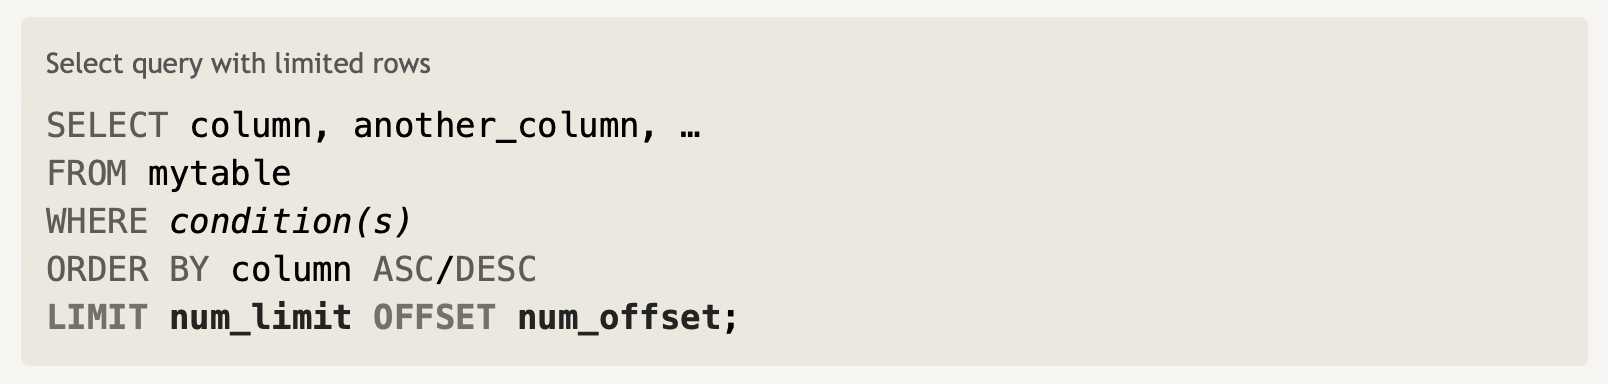 Select query with limited rows
SELECT column, another_column, …
FROM mytable
WHERE condition(s)
ORDER BY column ASC/DESC
LIMIT num_limit OFFSET num_offset;